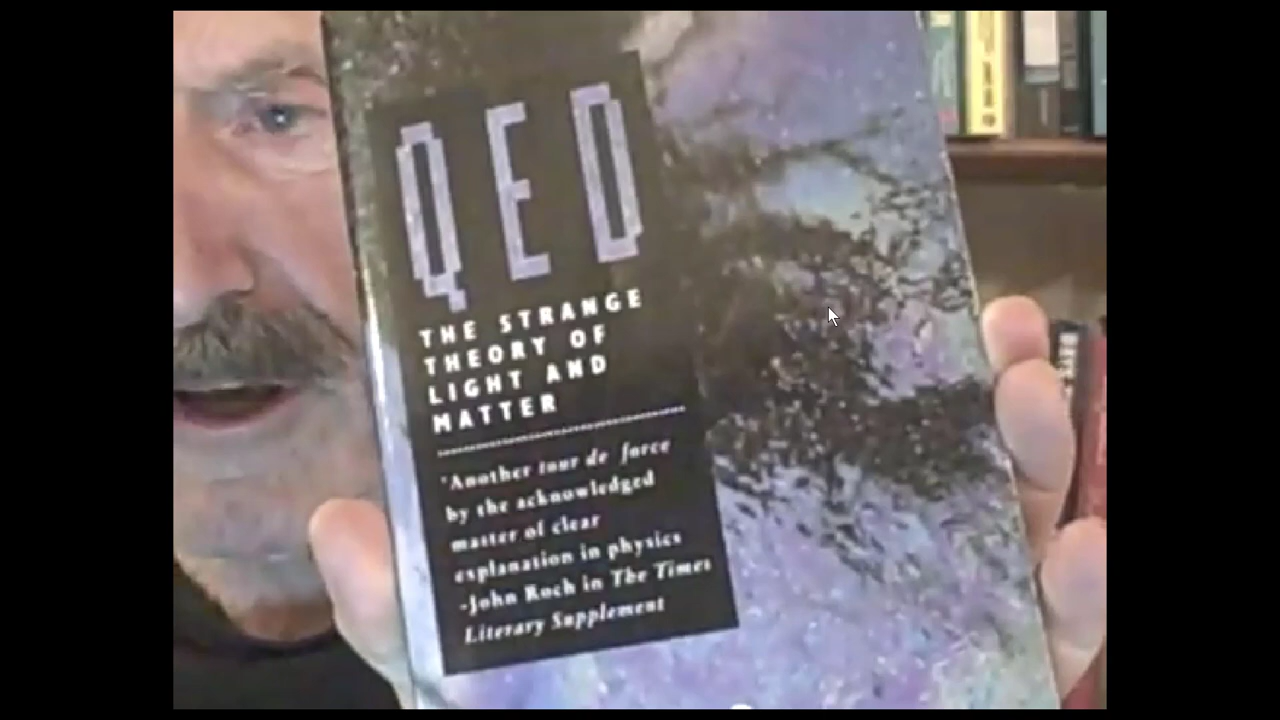 QED
THE STRANGE
THEORY OF
LIGHT AND
MATTER
'Another tour de force
by the acknowledged
master of clear
explanation in physics
-John Roch in The Times
Literary Supplement